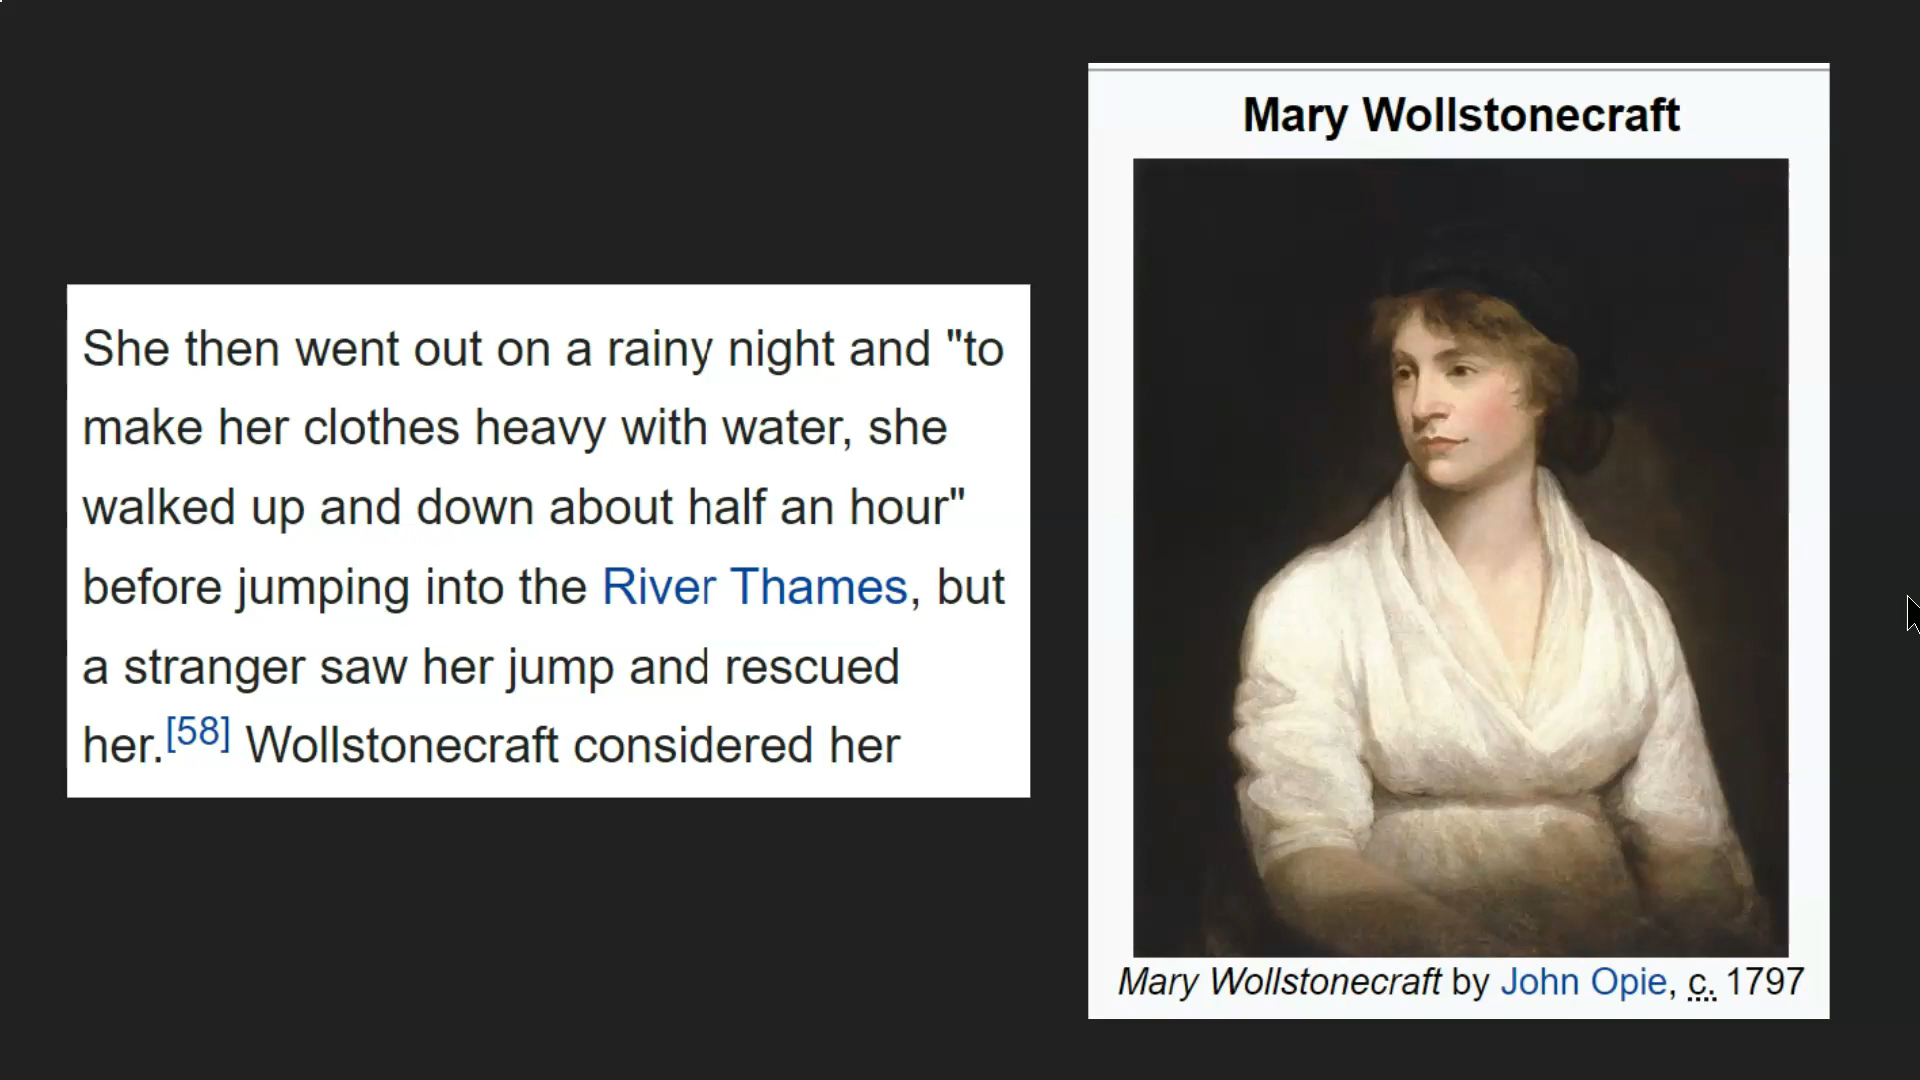 She then went out on a rainy night and "to
make her clothes heavy with water, she
walked up and down about half an hour"
before jumping into the River Thames, but
a stranger saw her jump and rescued
her.[58] Wollstonecraft considered her
Mary Wollstonecraft
Mary Wollstonecraft by John Opie, c. 1797